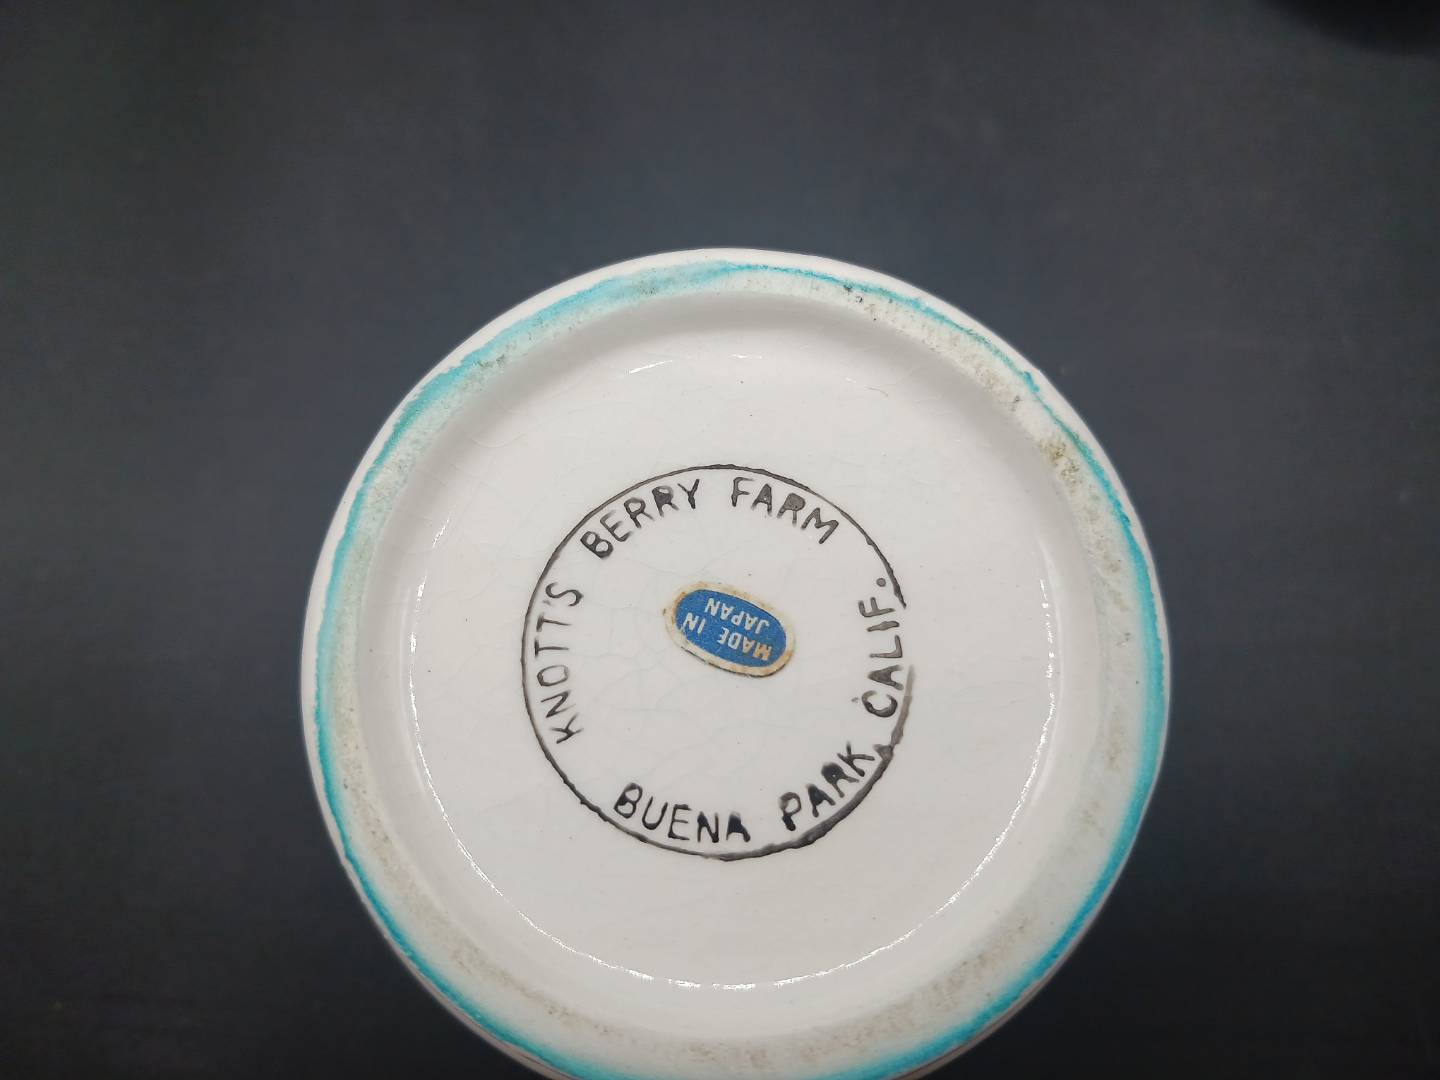 KNOTT'S BERRY FARM
BUENA PARK, CALIF.
MADE IN
JAPAN